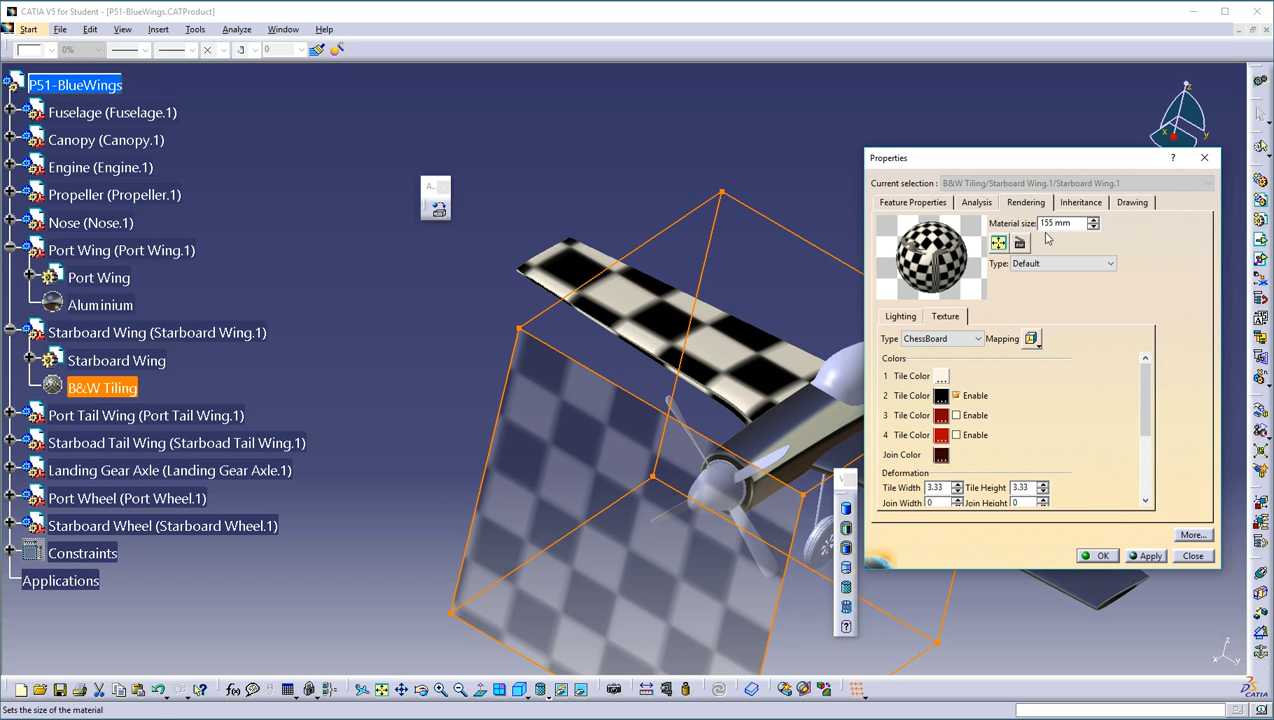 CATIA V5 for Student - [P51-BlueWings.CATProduct]
Start File Edit View Insert Tools Analyze Window Help
0% 0
P51-BlueWings
Fuselage (Fuselage.1)
Canopy (Canopy.1)
Engine (Engine.1)
Propeller (Propeller.1)
Nose (Nose.1)
Port Wing (Port Wing.1)
Port Wing
Aluminium
Starboard Wing (Starboard Wing.1)
Starboard Wing
B&W Tiling
Port Tail Wing (Port Tail Wing.1)
Starboad Tail Wing (Starboad Tail Wing.1)
Landing Gear Axle (Landing Gear Axle.1)
Port Wheel (Port Wheel.1)
Starboard Wheel (Starboard Wheel.1)
Constraints
Applications
A...
V
z
x
y
Properties ?
Current selection : B&W Tiling/Starboard Wing.1/Starboard Wing.1
Feature Properties Analysis Rendering Inheritance Drawing
Material size: 155 mm
Type: Default
Lighting Texture
Type ChessBoard Mapping
Colors
1 Tile Color ...
2 Tile Color ... Enable
3 Tile Color ... Enable
4 Tile Color ... Enable
Join Color ...
Deformation
Tile Width 3.33 Tile Height 3.33
Join Width 0 Join Height 0
More...
OK Apply Close
z
x y
Sets the size of the material
CATIA